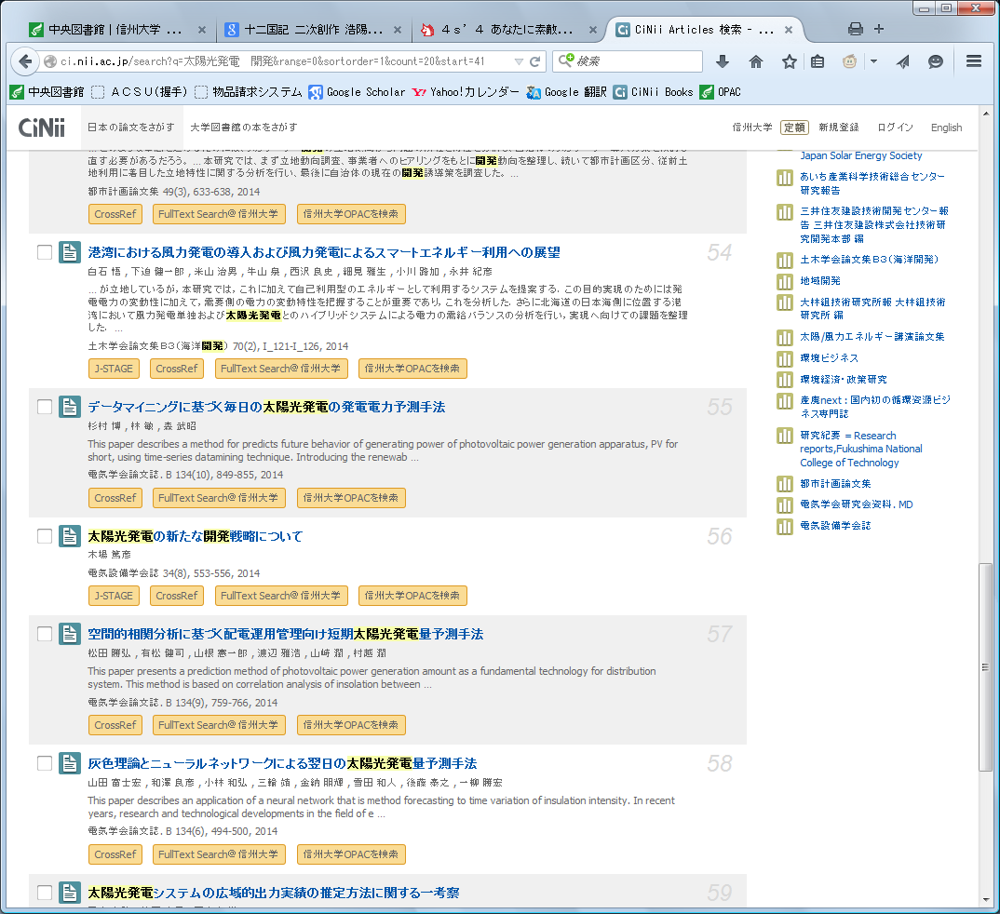 中央図書館 | 信州大学 ...
十二国記 二次創作 浩陽...
４ｓ’４ あなたに素敵...
CiNii Articles 検索 - ...
ci.nii.ac.jp/search?q=太陽光発電　開発&range=0&sortorder=1&count=20&start=41
検索
中央図書館
ＡＣＳＵ(握手)
物品請求システム
Google Scholar
Yahoo!カレンダー
Google 翻訳
CiNii Books
OPAC
CiNii
日本の論文をさがす
大学図書館の本をさがす
信州大学
定額
新規登録
ログイン
English
直す必要があるだろう。 ... 本研究では、まず立地動向調査、事業者へのヒアリングをもとに開発動向を整理し、続いて都市計画区分、従前土
地利用に着目した立地特性に関する分析を行い、最後に自治体の現在の開発誘導策を調査した。 ...
都市計画論文集 49(3), 633-638, 2014
CrossRef
FullText Search@信州大学
信州大学OPACを検索
港湾における風力発電の導入および風力発電によるスマートエネルギー利用への展望
54
白石 悟 , 下迫 健一郎 , 米山 治男 , 牛山 泉 , 西沢 良史 , 細見 雅生 , 小川 路加 , 永井 紀彦
... が立地しているが，本研究では，これに加えて自己利用型のエネルギーとして利用するシステムを提案する．この目的実現のためには発
電電力の変動性に加えて，需要側の電力の変動特性を把握することが重要であり，これを分析した．さらに北海道の日本海側に位置する港
湾において風力発電単独および太陽光発電とのハイブリッドシステムによる電力の需給バランスの分析を行い，実現へ向けての課題を整理
した． ...
土木学会論文集Ｂ３(海洋開発) 70(2), I_121-I_126, 2014
J-STAGE
CrossRef
FullText Search@信州大学
信州大学OPACを検索
データマイニングに基づく毎日の太陽光発電の発電電力予測手法
55
杉村 博 , 林 敏 , 森 武昭
This paper describes a method for predicts future behavior of generating power of photovoltaic power generation apparatus, PV for
short, using time-series datamining technique. Introducing the renewab ...
電気学会論文誌. B 134(10), 849-855, 2014
CrossRef
FullText Search@信州大学
信州大学OPACを検索
太陽光発電の新たな開発戦略について
56
木場 篤彦
電気設備学会誌 34(8), 553-556, 2014
J-STAGE
CrossRef
FullText Search@信州大学
信州大学OPACを検索
空間的相関分析に基づく配電運用管理向け短期太陽光発電量予測手法
57
松田 勝弘 , 有松 健司 , 山根 憲一郎 , 渡辺 雅浩 , 山崎 潤 , 村越 潤
This paper presents a prediction method of photovoltaic power generation amount as a fundamental technology for distribution
system. This method is based on correlation analysis of insolation between ...
電気学会論文誌. B 134(9), 759-766, 2014
CrossRef
FullText Search@信州大学
信州大学OPACを検索
灰色理論とニューラルネットワークによる翌日の太陽光発電量予測手法
58
山田 富士宏 , 和澤 良彦 , 小林 和弘 , 三輪 靖 , 金納 朋輝 , 雪田 和人 , 後藤 泰之 , 一柳 勝宏
This paper describes an application of a neural network that is method forecasting to time variation of insulation intensity. In recent
years, research and technological developments in the field of e ...
電気学会論文誌. B 134(6), 494-500, 2014
CrossRef
FullText Search@信州大学
信州大学OPACを検索
太陽光発電システムの広域的出力実績の推定方法に関する一考察
59
Japan Solar Energy Society
あいち産業科学技術総合センター
研究報告
三井住友建設技術開発センター報
告 三井住友建設株式会社技術研
究開発本部 編
土木学会論文集Ｂ３(海洋開発)
地域開発
大林組技術研究所報 大林組技術
研究所 編
太陽/風力エネルギー講演論文集
環境ビジネス
環境経済・政策研究
産廃next : 国内初の循環資源ビジ
ネス専門誌
研究紀要 = Research
reports,Fukushima National
College of Technology
都市計画論文集
電気学会研究会資料. MD
電気設備学会誌